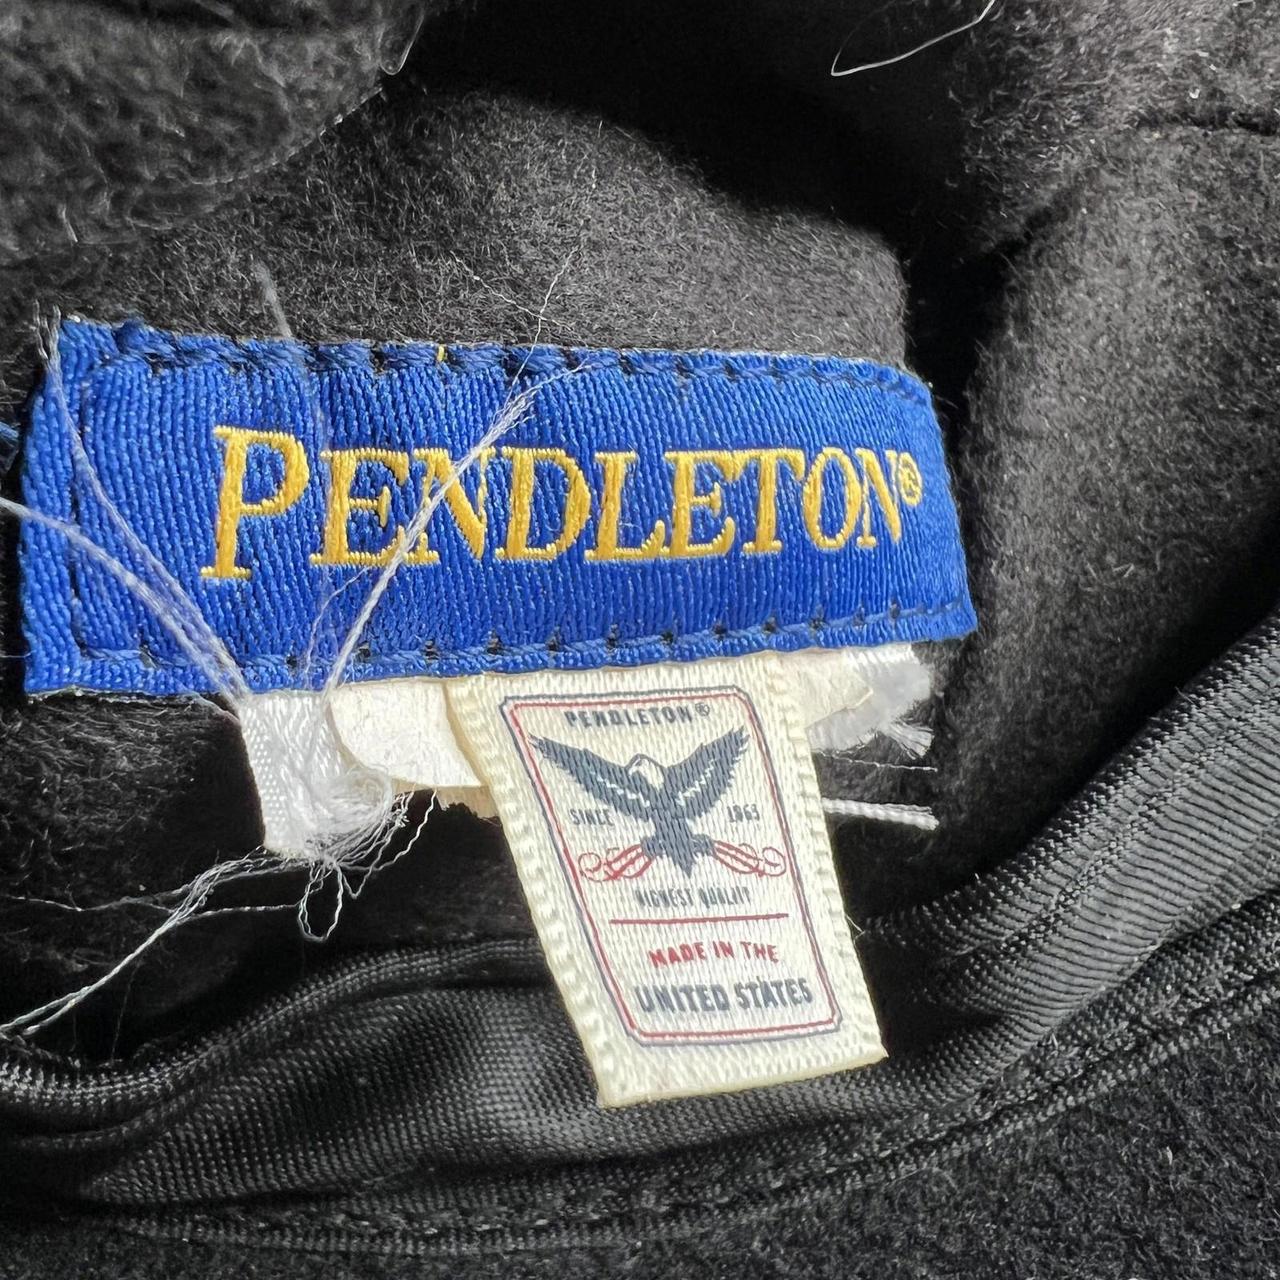 PENDLETON®
PENDLETON®
SINCE 1863
HIGHEST QUALITY
MADE IN THE
UNITED STATES